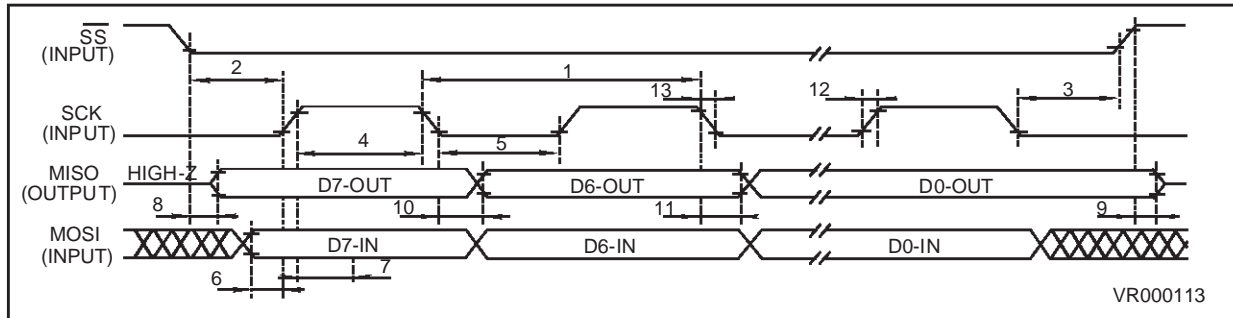 SS
(INPUT)
2
1
13
12
3
SCK
(INPUT)
4
5
MISO
(OUTPUT)
HIGH-Z
D7-OUT
D6-OUT
D0-OUT
8
10
11
9
MOSI
(INPUT)
D7-IN
D6-IN
D0-IN
7
6
VR000113